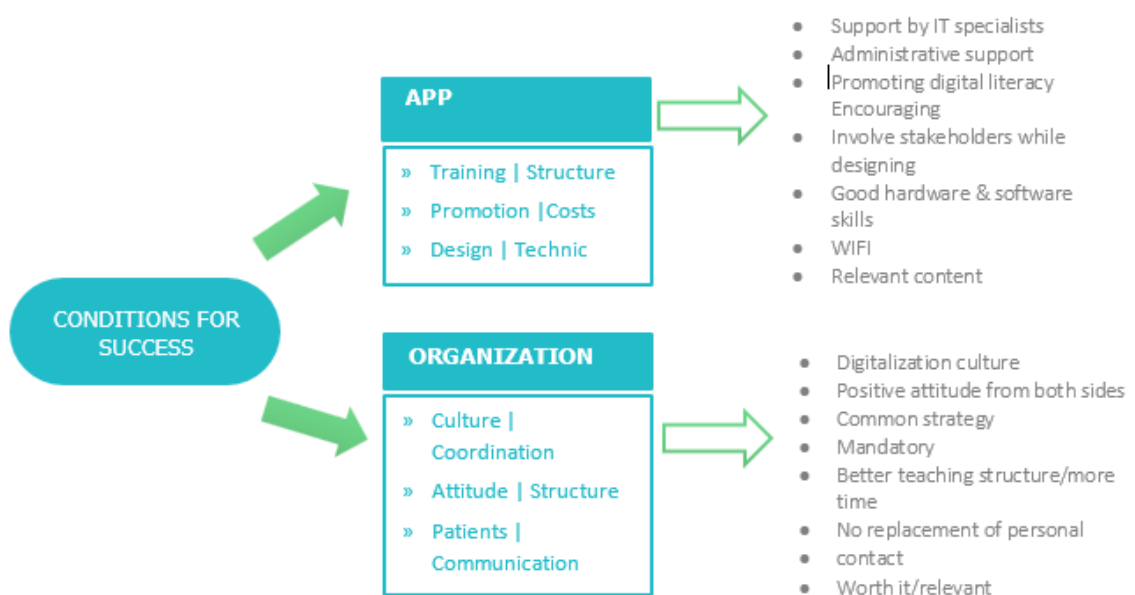 CONDITIONS FOR
SUCCESS
APP
» Training | Structure
» Promotion |Costs
» Design | Technic
● Support by IT specialists
● Administrative support
● Promoting digital literacy
Encouraging
● Involve stakeholders while
designing
● Good hardware & software
skills
● WIFI
● Relevant content
ORGANIZATION
» Culture |
Coordination
» Attitude | Structure
» Patients |
Communication
● Digitalization culture
● Positive attitude from both sides
● Common strategy
● Mandatory
● Better teaching structure/more
time
● No replacement of personal
● contact
● Worth it/relevant